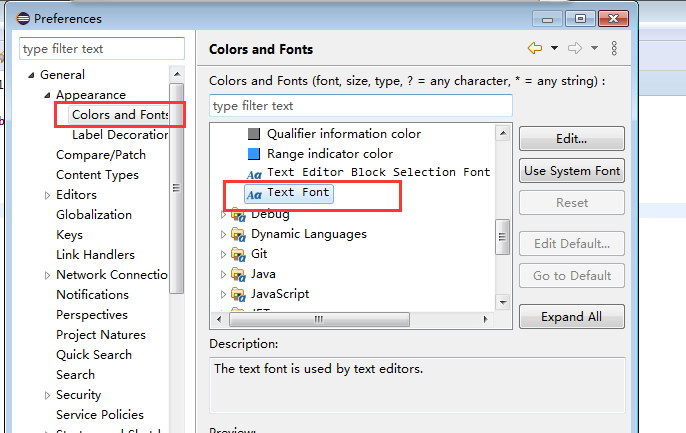 Preferences
type filter text
General
Appearance
Colors and Fonts
Label Decoration
Compare/Patch
Content Types
Editors
Globalization
Keys
Link Handlers
Network Connectio
Notifications
Perspectives
Project Natures
Quick Search
Search
Security
Service Policies
Colors and Fonts
Colors and Fonts (font, size, type, ? = any character, * = any string) :
type filter text
Qualifier information color
Range indicator color
Text Editor Block Selection Font
Text Font
Debug
Dynamic Languages
Git
Java
JavaScript
Edit...
Use System Font
Reset
Edit Default...
Go to Default
Expand All
Description:
The text font is used by text editors.
Preview: